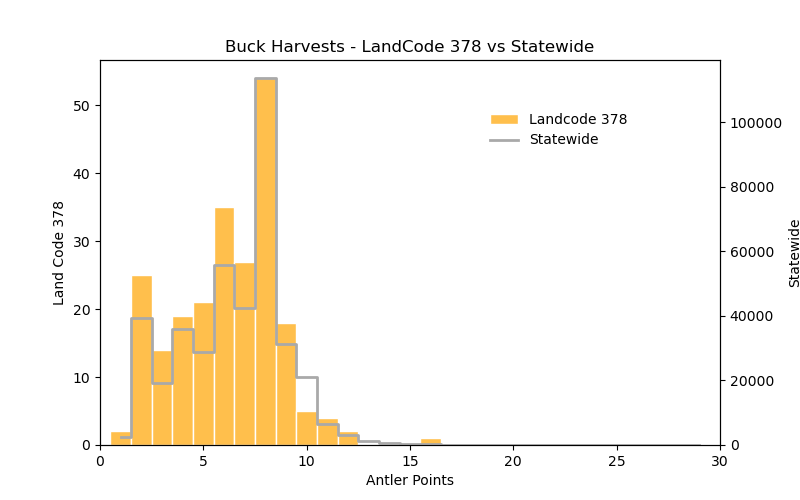 Buck Harvests - LandCode 378 vs Statewide
Landcode 378
Statewide
Land Code 378
50
40
30
20
10
0
100000
80000
60000
40000
20000
0
Statewide
0 5 10 15 20 25 30
Antler Points